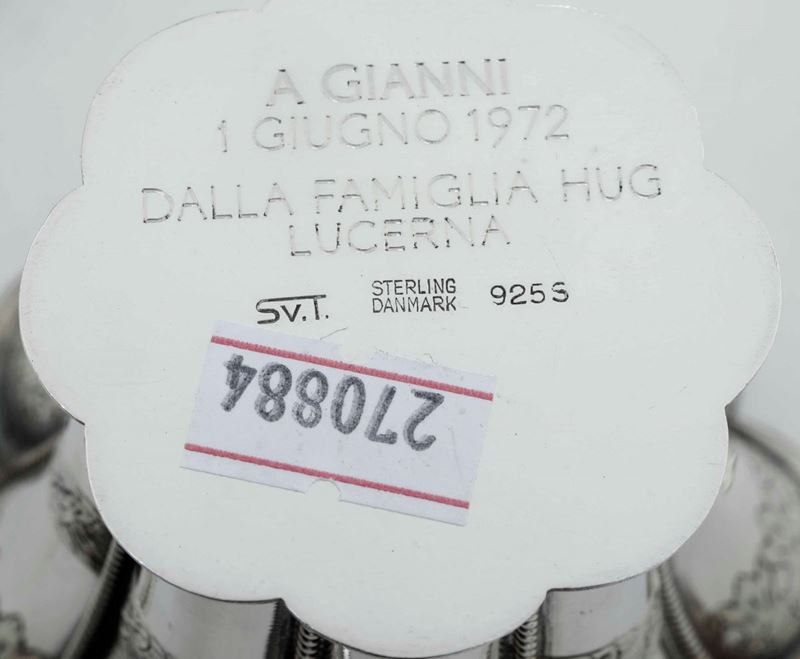 A GIANNI
1 GIUGNO 1972
DALLA FAMIGLIA HUG
LUCERNA
SV.T. STERLING DANMARK 925S
270884